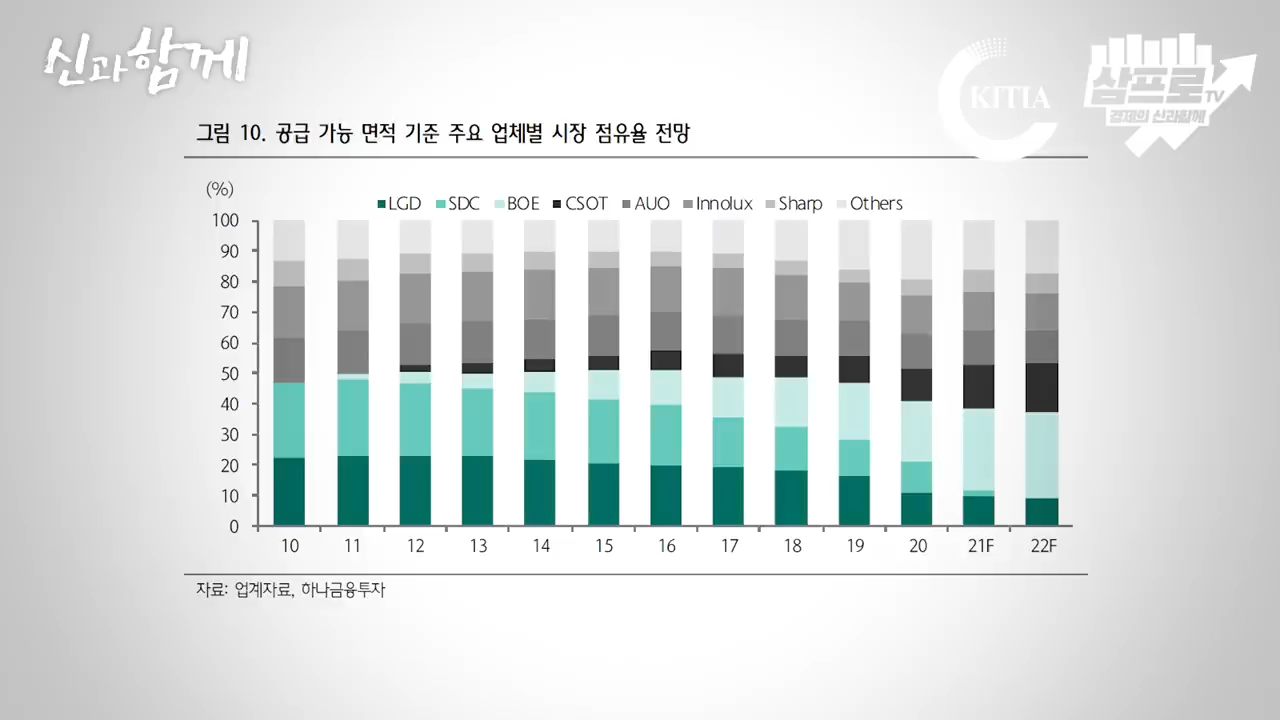 신과함께
KITIA
삼프로TV
경제의 신과함께
그림 10. 공급 가능 면적 기준 주요 업체별 시장 점유율 전망
(%)
LGD SDC BOE CSOT AUO Innolux Sharp Others
100
90
80
70
60
50
40
30
20
10
0
10 11 12 13 14 15 16 17 18 19 20 21F 22F
자료: 업계자료, 하나금융투자